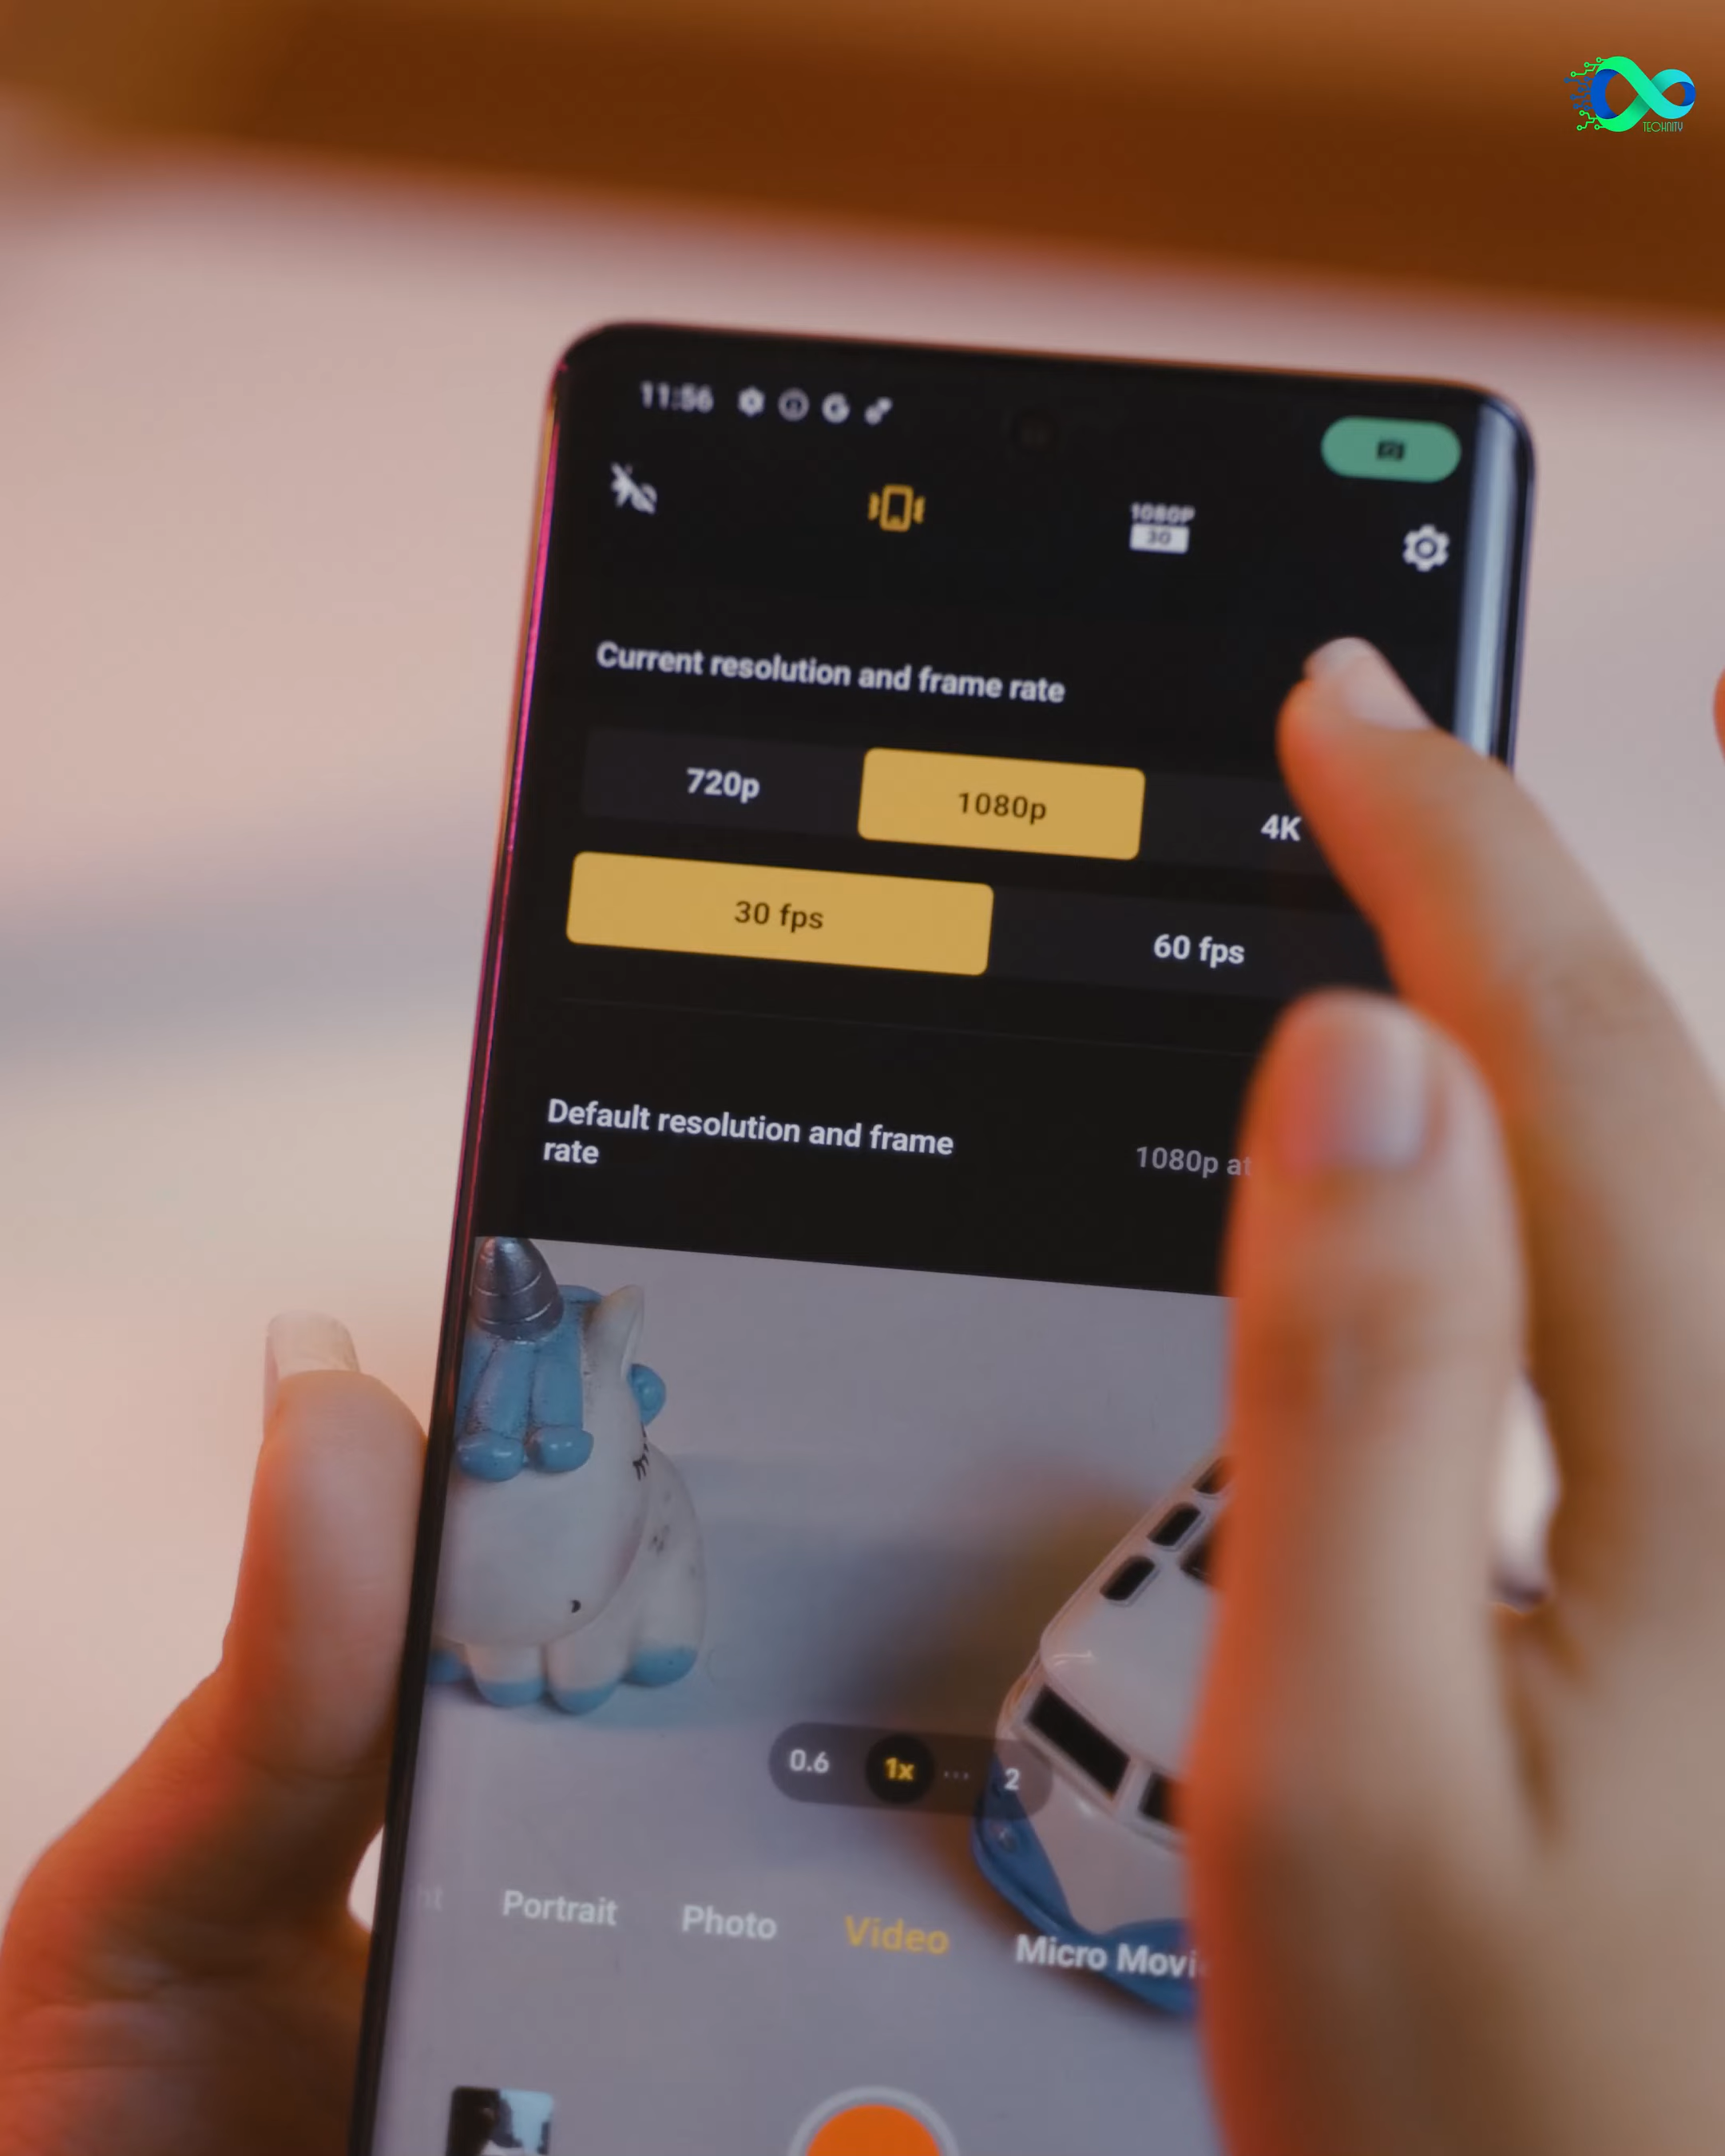 TECHNITY
11:56
1080P
30
Current resolution and frame rate
720p 1080p 4K
30 fps 60 fps
Default resolution and frame
rate
1080p at
0.6 1x 2
Portrait Photo Video Micro Movi